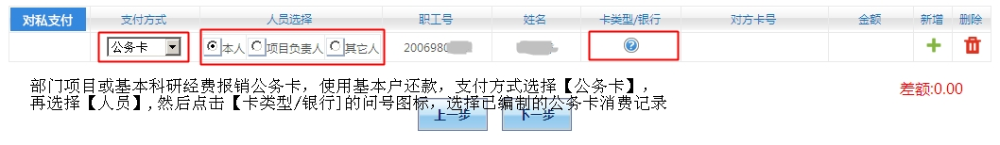 对私支付 支付方式 人员选择 职工号 姓名 卡类型/银行 对方卡号 金额 新增 删除
公务卡 本人 项目负责人 其它人 2006980
部门项目或基本科研经费报销公务卡，使用基本户还款，支付方式选择【公务卡】，
再选择【人员】,然后点击【卡类型/银行]的问号图标，选择已编制的公务卡消费记录
差额:0.00
上一步 下一步